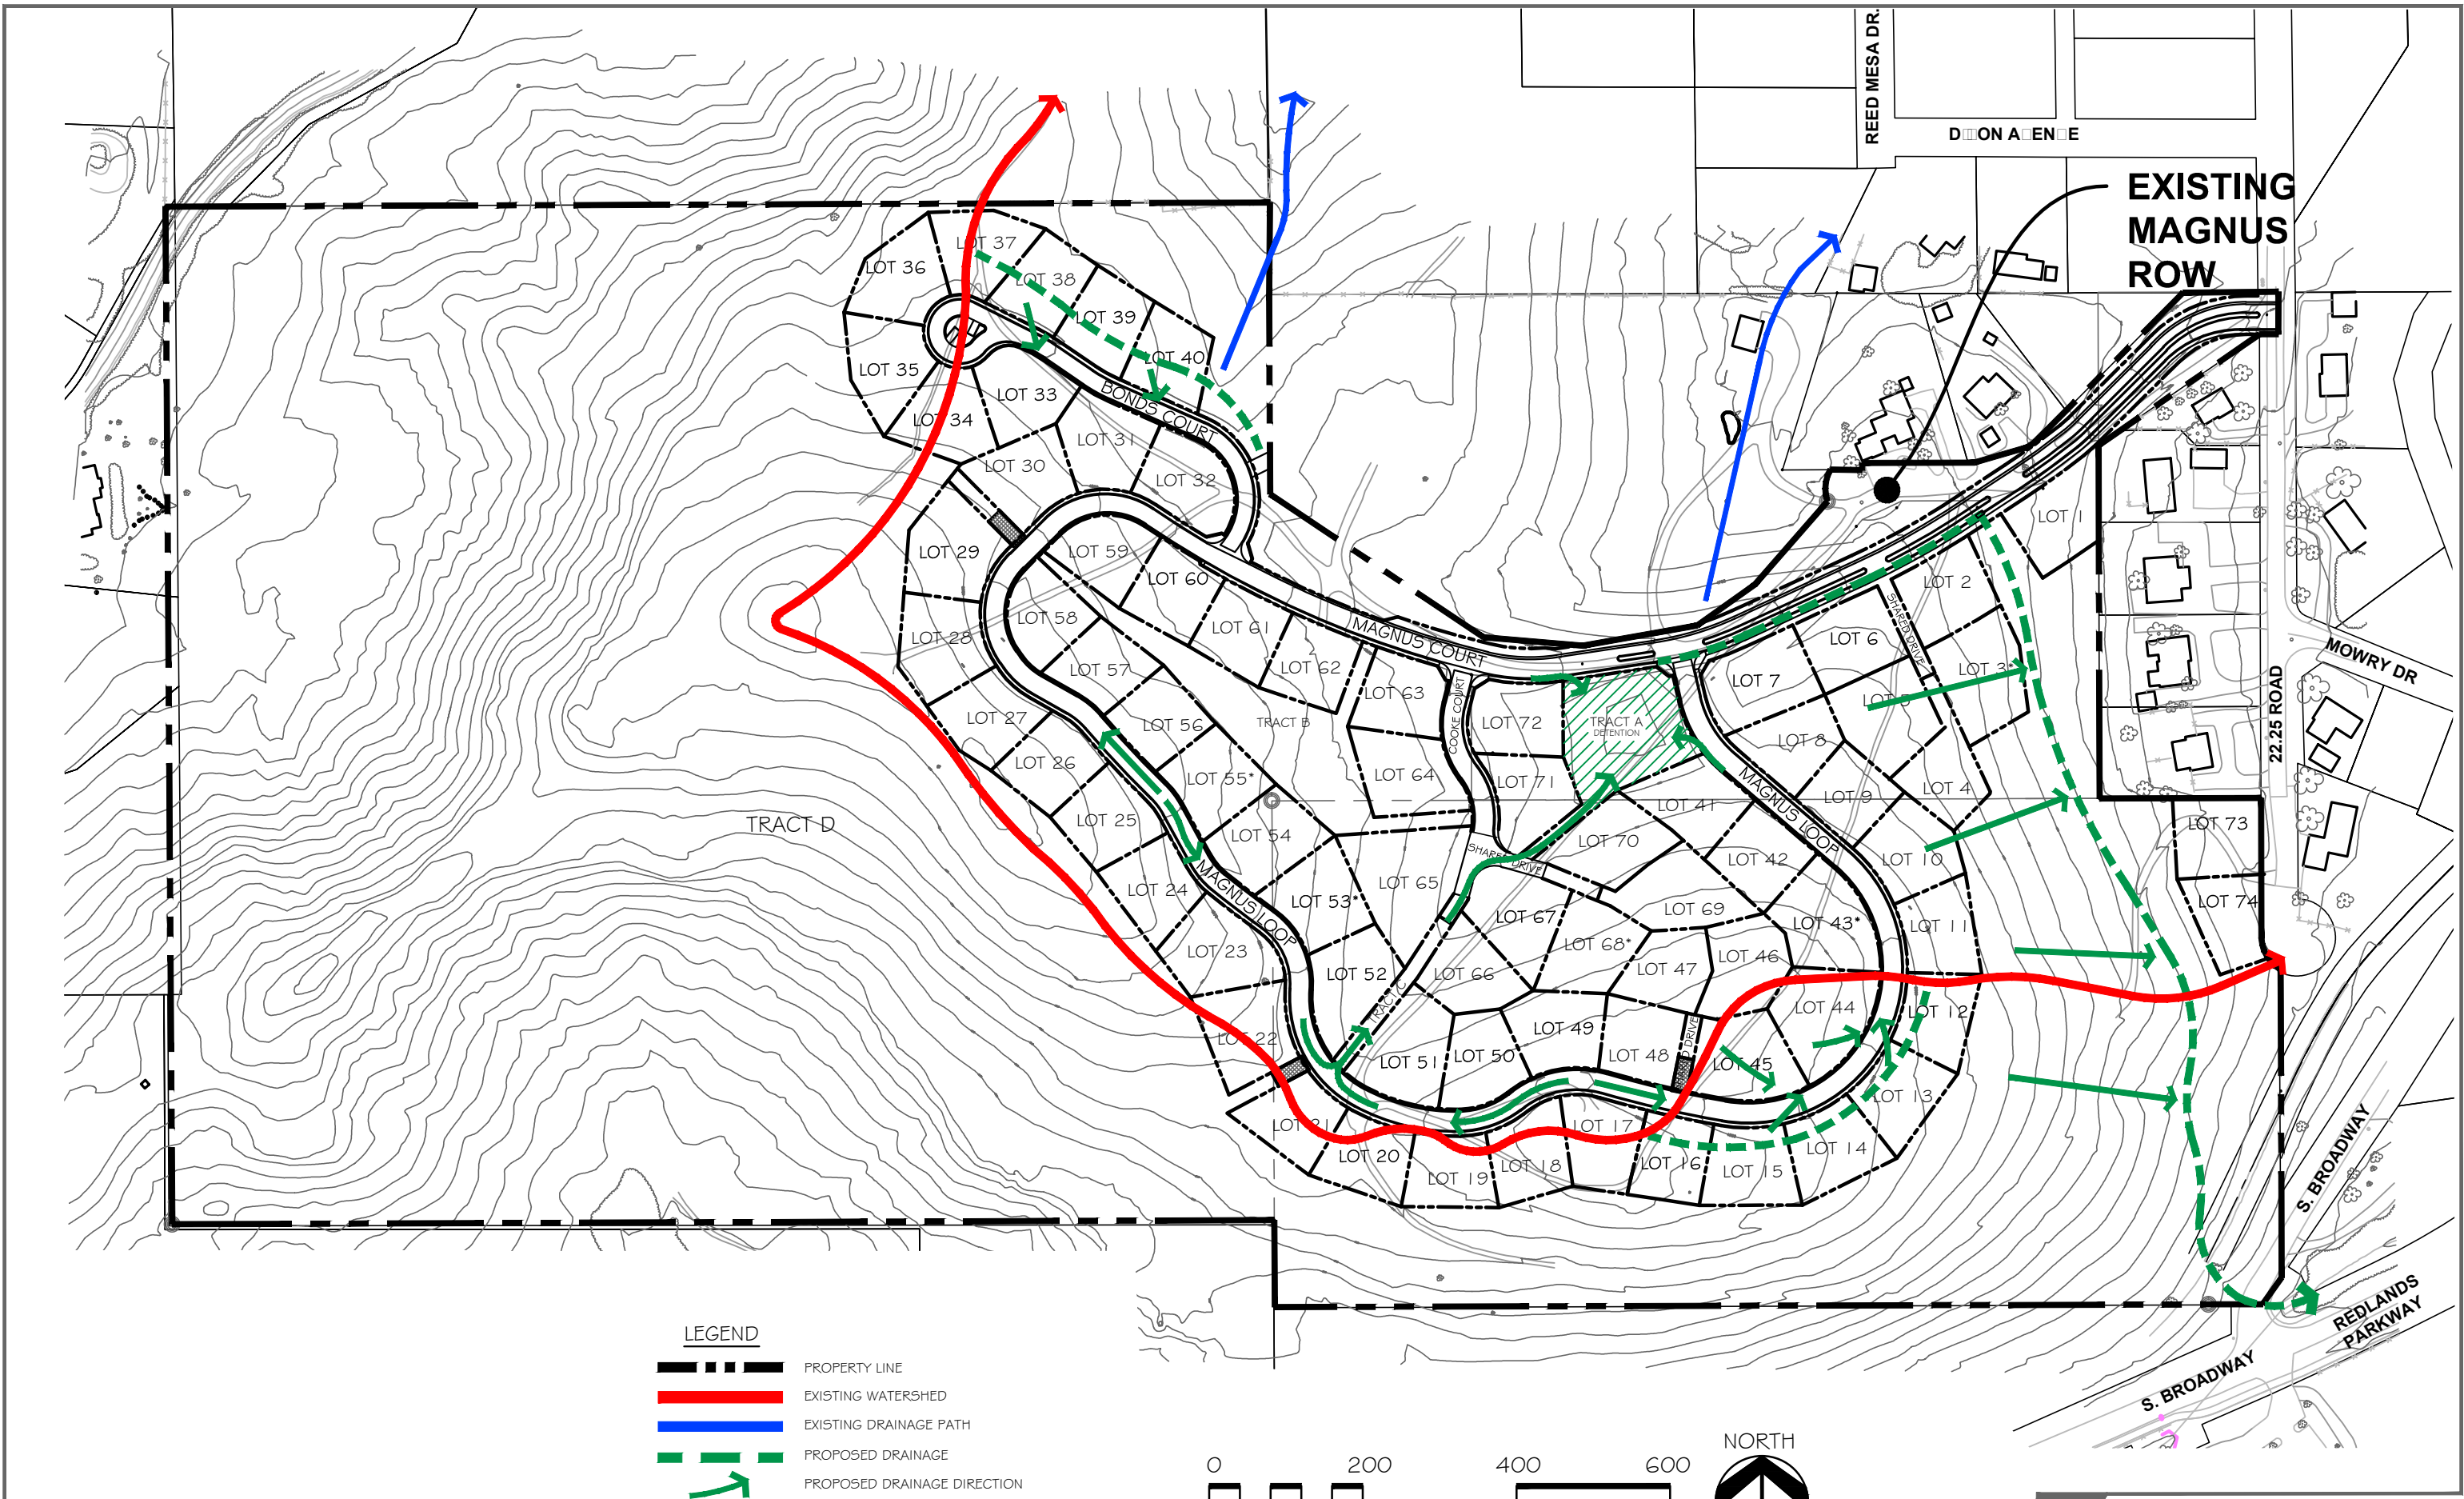 REED MESA DR.
D□□ON A□EN□E
EXISTING
MAGNUS
ROW
LOT 37
LOT 36
LOT 38
LOT 39
LOT 40
LOT 35
LOT 33
LOT 34
BONDS COURT
LOT 31
LOT 30
LOT 32
LOT 1
LOT 29
LOT 59
LOT 60
LOT 2
SHARED DRIVE
LOT 58
LOT 61
LOT 28
MAGNUS COURT
LOT 6
LOT 57
LOT 62
LOT 63
LOT 7
LOT 3*
LOT 5
MOWRY DR
22.25 ROAD
LOT 27
LOT 56
TRACT B
COOKE COURT
LOT 72
TRACT A
DETENTION
LOT 8
LOT 26
LOT 55*
LOT 64
LOT 71
MAGNUS LOOP
LOT 9
LOT 4
LOT 41
TRACT D
LOT 25
LOT 54
LOT 70
LOT 73
SHARED DRIVE
LOT 42
LOT 10
MAGNUS LOOP
LOT 24
LOT 65
LOT 53*
LOT 74
LOT 67
LOT 69
LOT 43*
LOT 11
LOT 23
LOT 68*
LOT 52
LOT 66
LOT 47
LOT 46
TRACT C
LOT 44
LOT 12
LOT 22
LOT 49
LOT 51
LOT 50
LOT 48
DRIVE
LOT 45
LOT 13
LOT 21
LOT 17
LOT 20
LOT 19
LOT 18
LOT 16
LOT 15
LOT 14
S. BROADWAY
REDLANDS
PARKWAY
S. BROADWAY
LEGEND
PROPERTY LINE
EXISTING WATERSHED
EXISTING DRAINAGE PATH
PROPOSED DRAINAGE
PROPOSED DRAINAGE DIRECTION
0 200 400 600
NORTH